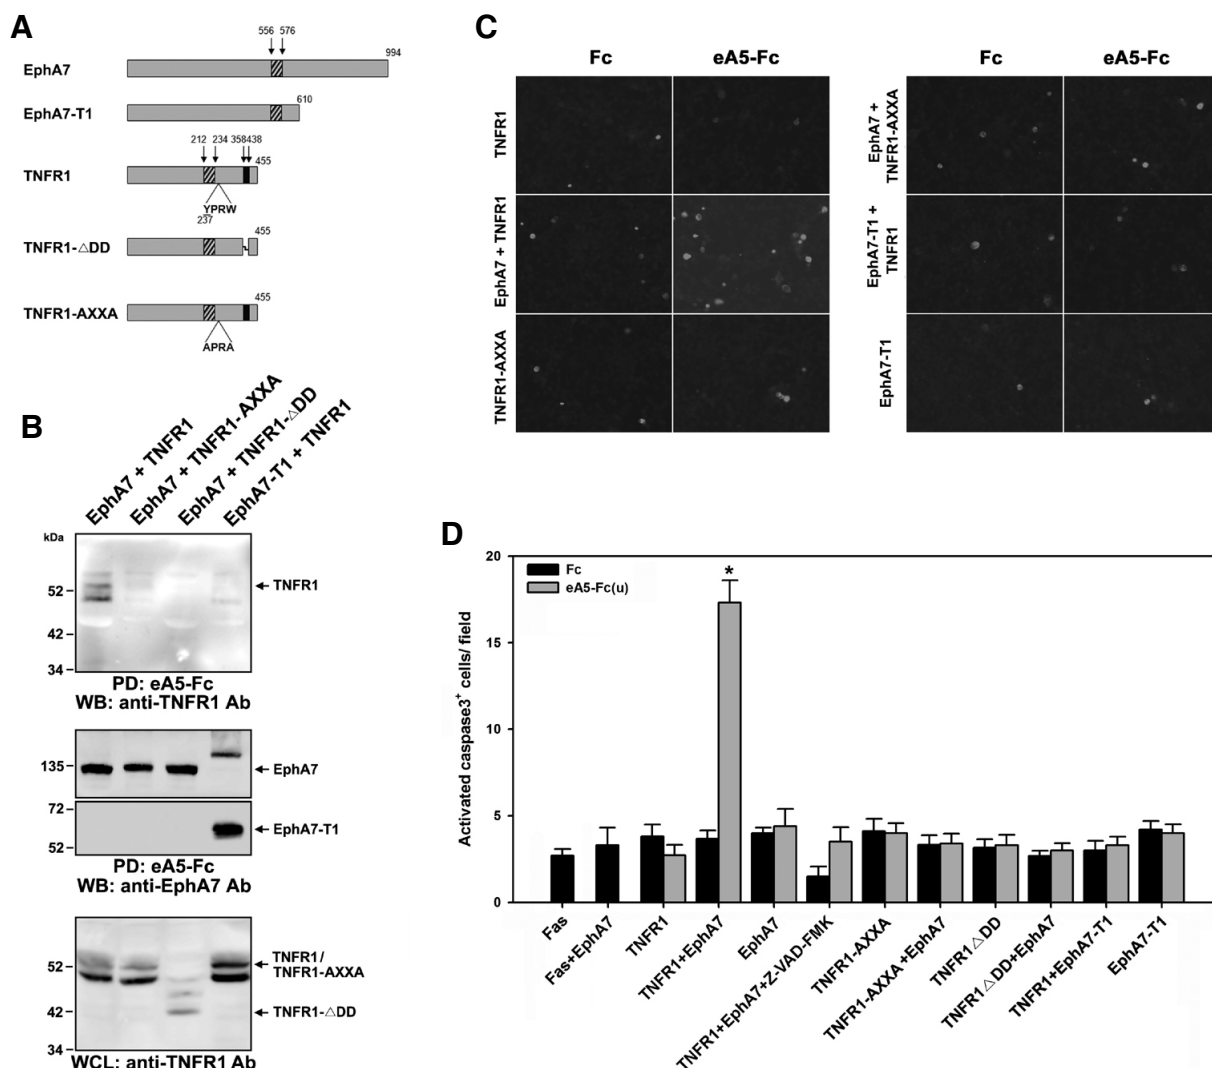 A
556 576
994
EphA7
610
EphA7-T1
212 234 358 438
455
TNFR1
YPRW
237
455
TNFR1-△DD
455
TNFR1-AXXA
APRA
B
EphA7 + TNFR1
EphA7 + TNFR1-AXXA
EphA7 + TNFR1-△DD
EphA7-T1 + TNFR1
kDa
52
42
34
TNFR1
PD: eA5-Fc
WB: anti-TNFR1 Ab
135
EphA7
72
52
EphA7-T1
PD: eA5-Fc
WB: anti-EphA7 Ab
52
42
34
TNFR1/
TNFR1-AXXA
TNFR1-△DD
WCL: anti-TNFR1 Ab
C
Fc eA5-Fc
TNFR1
EphA7 + TNFR1
TNFR1-AXXA
Fc eA5-Fc
EphA7 +
TNFR1-AXXA
EphA7-T1 +
TNFR1
EphA7-T1
D
Activated caspase3+ cells/ field
20
15
10
5
0
Fc
eA5-Fc(u)
*
Fas
Fas+EphA7
TNFR1
TNFR1+EphA7
EphA7
TNFR1+EphA7+Z-VAD-FMK
TNFR1-AXXA
TNFR1-AXXA +EphA7
TNFR1△DD
TNFR1△DD+EphA7
TNFR1+EphA7-T1
EphA7-T1